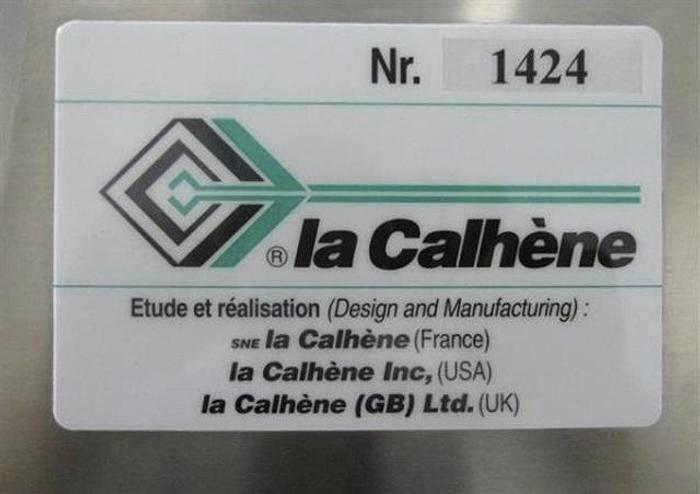 Nr. 1424
® la Calhène
Etude et réalisation (Design and Manufacturing) :
SNE la Calhène (France)
la Calhène Inc, (USA)
la Calhène (GB) Ltd. (UK)